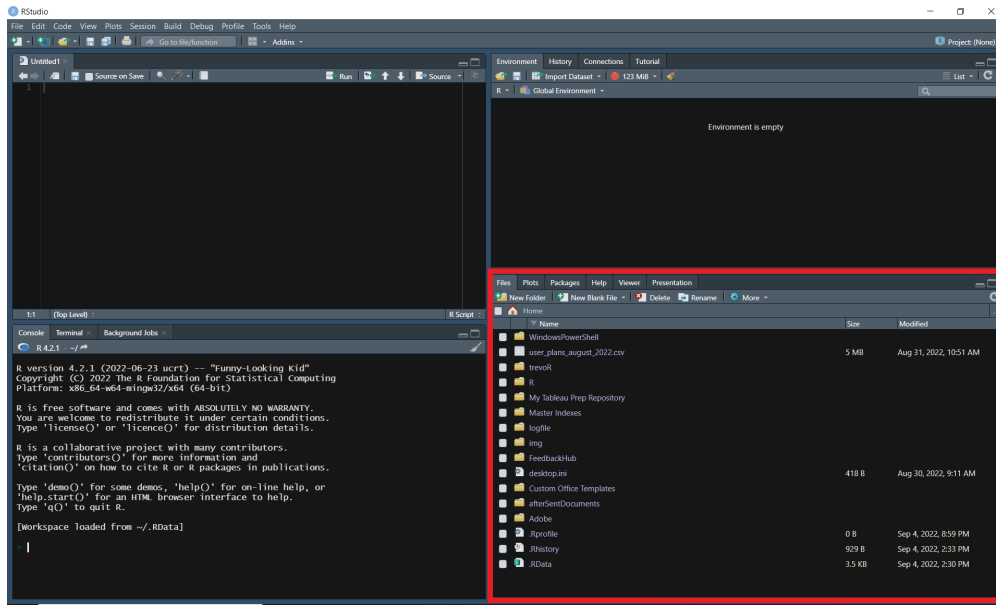 RStudio
File Edit Code View Plots Session Build Debug Profile Tools Help
Go to file/function Addins Project: (None)
Untitled1
Source on Save Run Source
1
1:1 (Top Level) R Script
Console Terminal Background Jobs
R 4.2.1 · ~/
R version 4.2.1 (2022-06-23 ucrt) -- "Funny-Looking Kid"
Copyright (C) 2022 The R Foundation for Statistical Computing
Platform: x86_64-w64-mingw32/x64 (64-bit)
R is free software and comes with ABSOLUTELY NO WARRANTY.
You are welcome to redistribute it under certain conditions.
Type 'license()' or 'licence()' for distribution details.
R is a collaborative project with many contributors.
Type 'contributors()' for more information and
'citation()' on how to cite R or R packages in publications.
Type 'demo()' for some demos, 'help()' for on-line help, or
'help.start()' for an HTML browser interface to help.
Type 'q()' to quit R.
[Workspace loaded from ~/.RData]
>
Environment History Connections Tutorial
Import Dataset 123 MiB List
R Global Environment
Environment is empty
Files Plots Packages Help Viewer Presentation
New Folder New Blank File Delete Rename More
Home
Name Size Modified
WindowsPowerShell
user_plans_august_2022.csv 5 MB Aug 31, 2022, 10:51 AM
trevoR
R
My Tableau Prep Repository
Master Indexes
logfile
img
FeedbackHub
desktop.ini 418 B Aug 30, 2022, 9:11 AM
Custom Office Templates
afterSentDocuments
Adobe
.Rprofile 0 B Sep 4, 2022, 8:59 PM
.Rhistory 929 B Sep 4, 2022, 2:33 PM
.RData 3.5 KB Sep 4, 2022, 2:30 PM